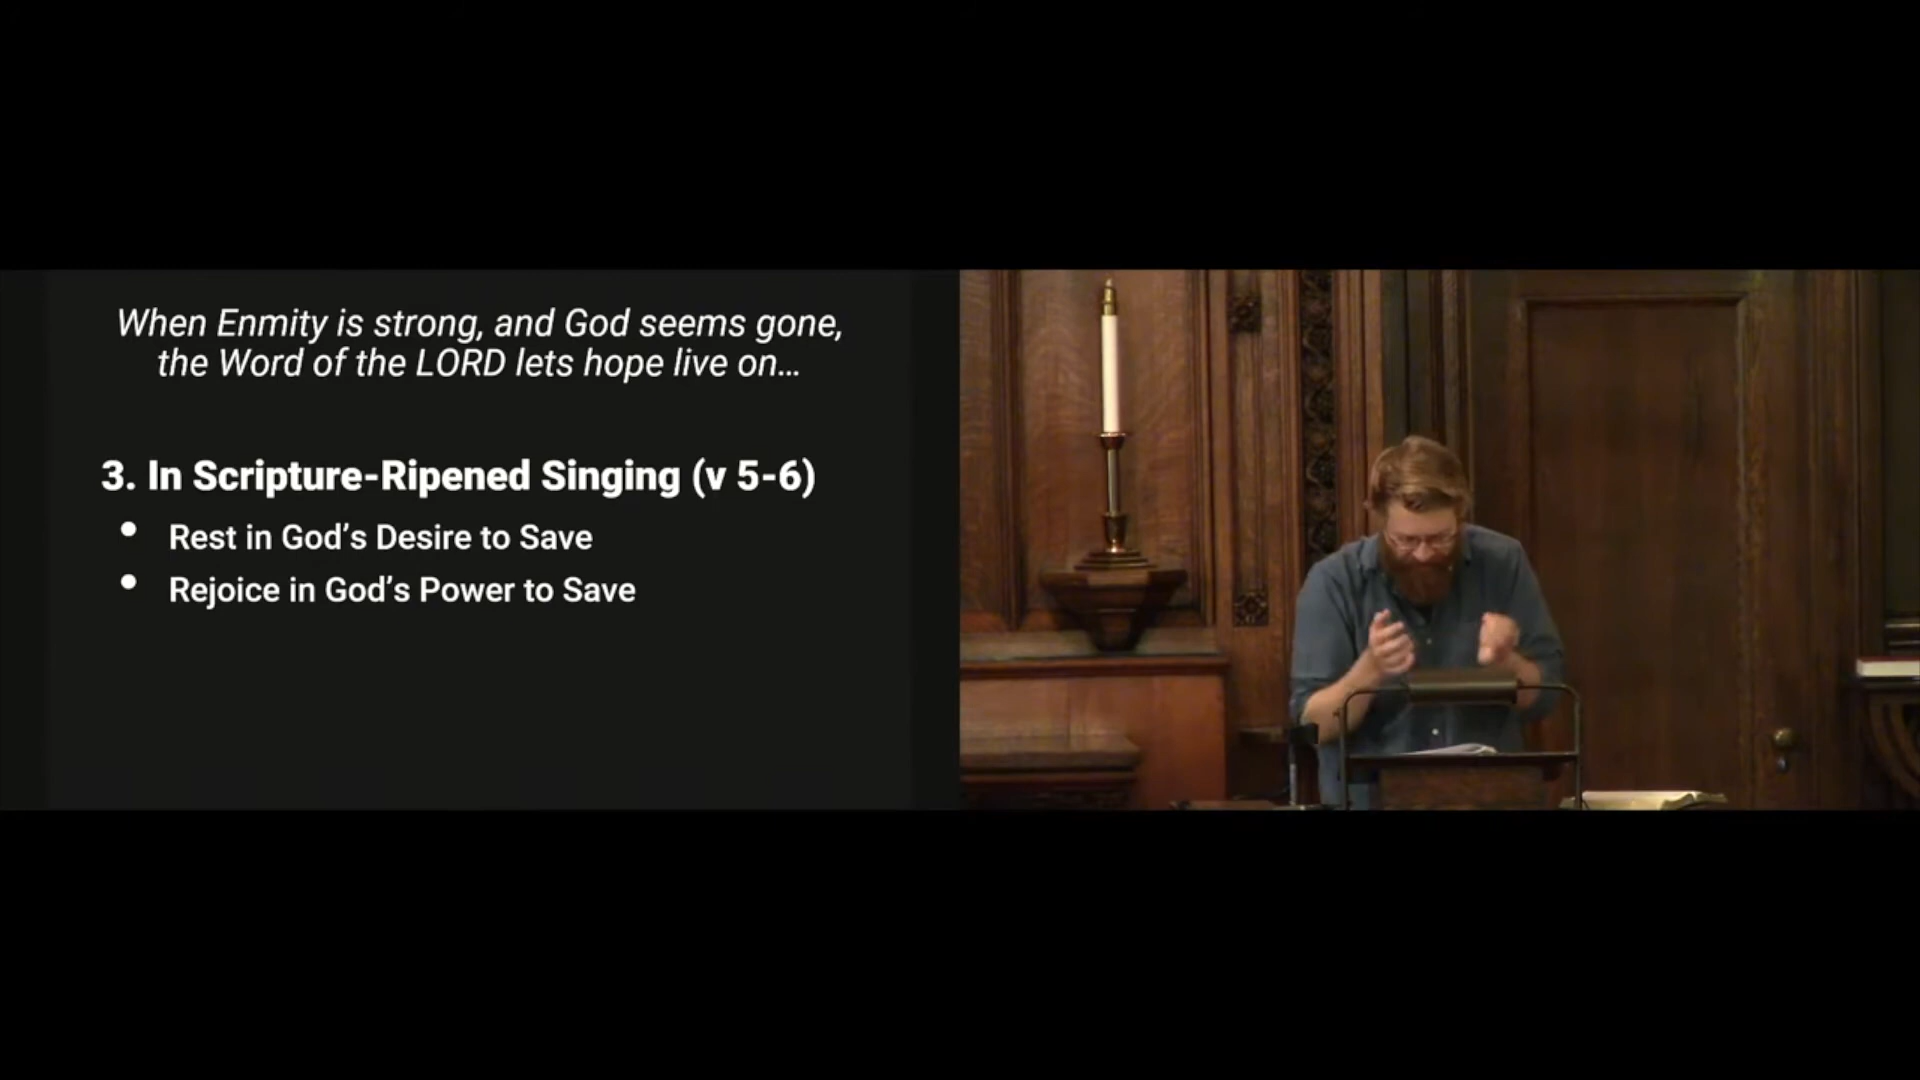 When Enmity is strong, and God seems gone,
the Word of the LORD lets hope live on...
3. In Scripture-Ripened Singing (v 5-6)
• Rest in God’s Desire to Save
• Rejoice in God’s Power to Save